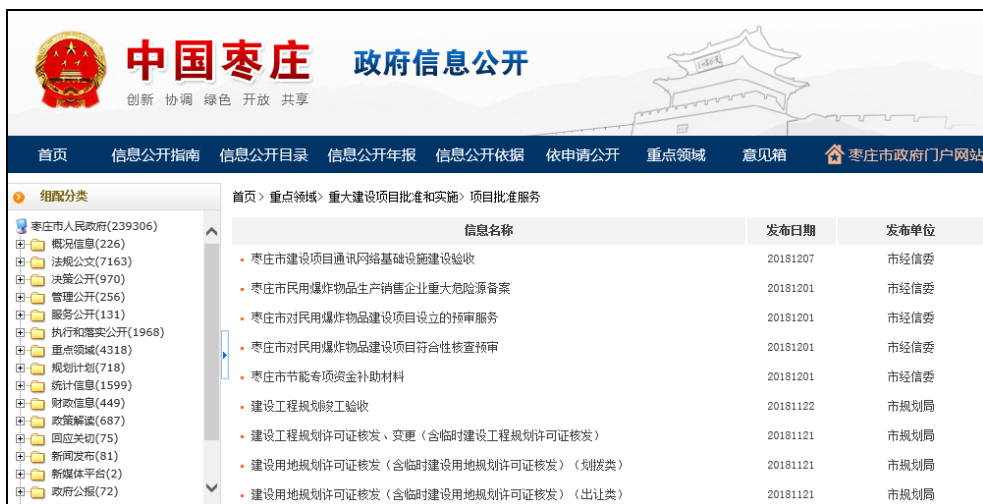 中国枣庄
政府信息公开
创新 协调 绿色 开放 共享
首页 信息公开指南 信息公开目录 信息公开年报 信息公开依据 依申请公开 重点领域 意见箱 枣庄市政府门户网站
组配分类
枣庄市人民政府(239306)
概况信息(226)
法规公文(7163)
决策公开(970)
管理公开(256)
服务公开(131)
执行和落实公开(1968)
重点领域(4318)
规划计划(718)
统计信息(1599)
财政信息(449)
政策解读(687)
回应关切(75)
新闻发布(81)
新媒体平台(2)
政府公报(72)
首页> 重点领域> 重大建设项目批准和实施> 项目批准服务
信息名称 发布日期 发布单位
枣庄市建设项目通讯网络基础设施建设验收 20181207 市经信委
枣庄市民用爆炸物品生产销售企业重大危险源备案 20181201 市经信委
枣庄市对民用爆炸物品建设项目设立的预审服务 20181201 市经信委
枣庄市对民用爆炸物品建设项目符合性核查预审 20181201 市经信委
枣庄市节能专项资金补助材料 20181201 市经信委
建设工程规划竣工验收 20181122 市规划局
建设工程规划许可证核发、变更（含临时建设工程规划许可证核发） 20181121 市规划局
建设用地规划许可证核发（含临时建设用地规划许可证核发）（划拨类） 20181121 市规划局
建设用地规划许可证核发（含临时建设用地规划许可证核发）（出让类） 20181121 市规划局